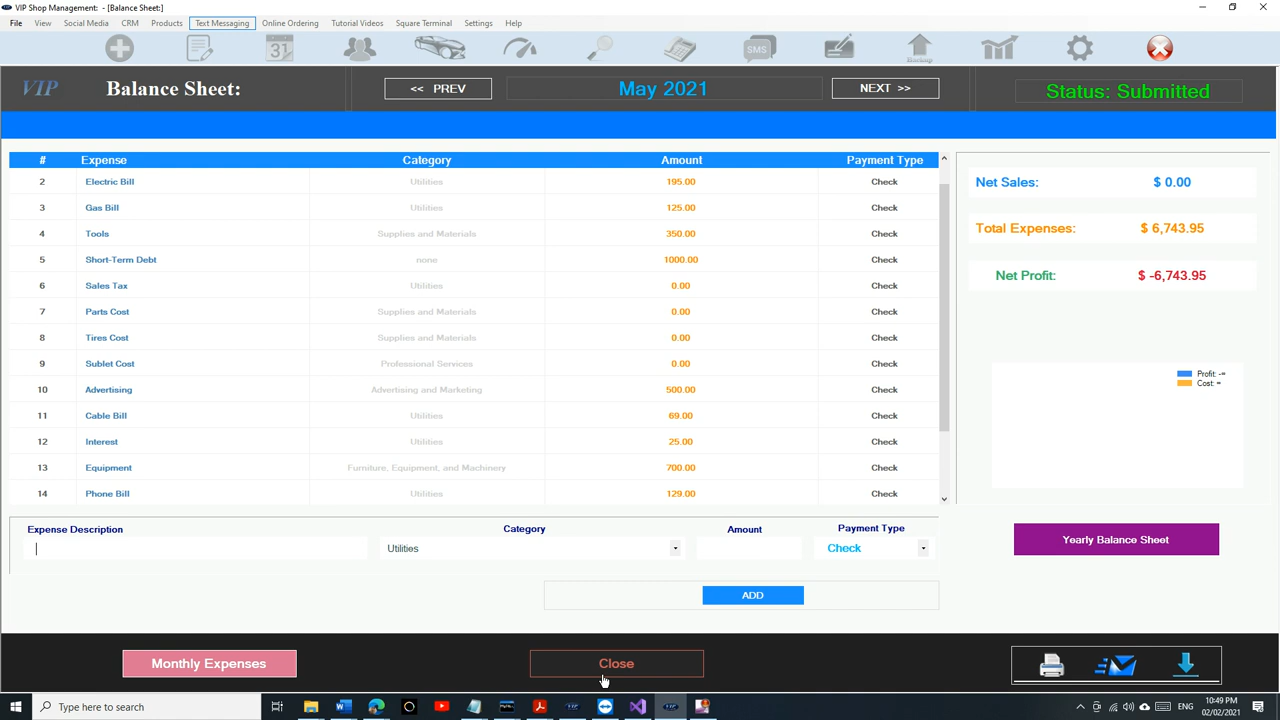 VIP Shop Management: - [Balance Sheet:]
File View Social Media CRM Products Text Messaging Online Ordering Tutorial Videos Square Terminal Settings Help
31 SMS Backup
VIP Balance Sheet: << PREV May 2021 NEXT >> Status: Submitted
# Expense Category Amount Payment Type
2 Electric Bill Utilities 195.00 Check
3 Gas Bill Utilities 125.00 Check
4 Tools Supplies and Materials 350.00 Check
5 Short-Term Debt none 1000.00 Check
6 Sales Tax Utilities 0.00 Check
7 Parts Cost Supplies and Materials 0.00 Check
8 Tires Cost Supplies and Materials 0.00 Check
9 Sublet Cost Professional Services 0.00 Check
10 Advertising Advertising and Marketing 500.00 Check
11 Cable Bill Utilities 69.00 Check
12 Interest Utilities 25.00 Check
13 Equipment Furniture, Equipment, and Machinery 700.00 Check
14 Phone Bill Utilities 129.00 Check
Net Sales: $ 0.00
Total Expenses: $ 6,743.95
Net Profit: $ -6,743.95
Profit: -=
Cost: =
Expense Description Category Amount Payment Type
Utilities Check
Yearly Balance Sheet
ADD
Monthly Expenses Close
Type here to search
ENG
10:49 PM
02/02/2021